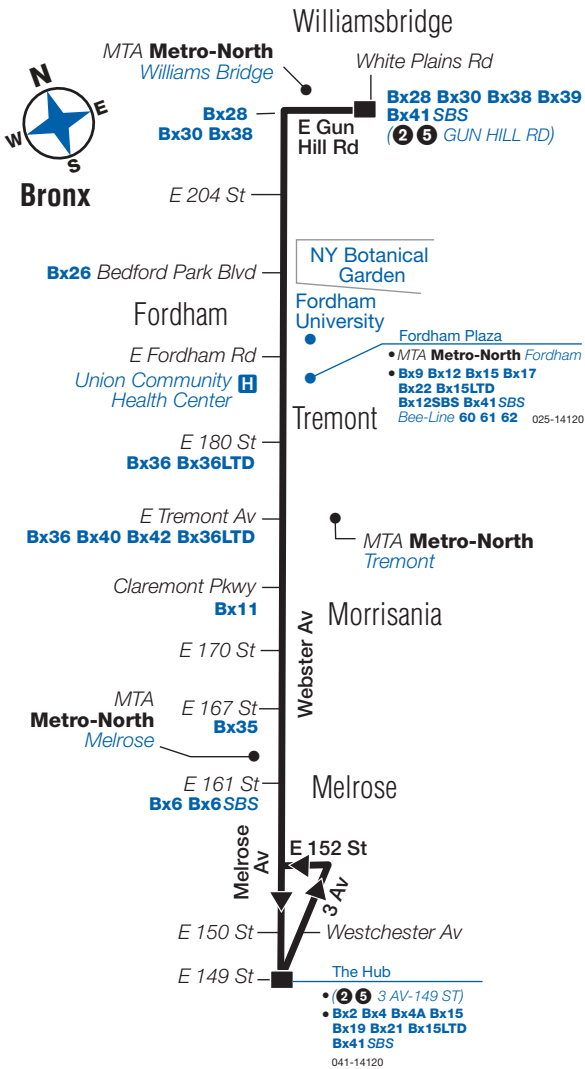 Williamsbridge
MTA Metro-North
Williams Bridge
White Plains Rd
N
E
W
S
Bronx
Bx28
Bx30 Bx38
E Gun
Hill Rd
Bx28 Bx30 Bx38 Bx39
Bx41 SBS
(2 5 GUN HILL RD)
E 204 St
Bx26 Bedford Park Blvd
NY Botanical
Garden
Fordham
Fordham
University
E Fordham Rd
Union Community H
Health Center
Fordham Plaza
• MTA Metro-North Fordham
• Bx9 Bx12 Bx15 Bx17
Bx22 Bx15LTD
Bx12SBS Bx41 SBS
Bee-Line 60 61 62 025-14120
Tremont
E 180 St
Bx36 Bx36LTD
E Tremont Av
Bx36 Bx40 Bx42 Bx36LTD
MTA Metro-North
Tremont
Claremont Pkwy
Bx11
Morrisania
E 170 St
Webster Av
MTA
Metro-North
Melrose
E 167 St
Bx35
E 161 St
Bx6 Bx6 SBS
Melrose
Melrose
Av
E 152 St
3 Av
E 150 St
Westchester Av
E 149 St
The Hub
• (2 5 3 AV-149 ST)
• Bx2 Bx4 Bx4A Bx15
Bx19 Bx21 Bx15LTD
Bx41 SBS
041-14120